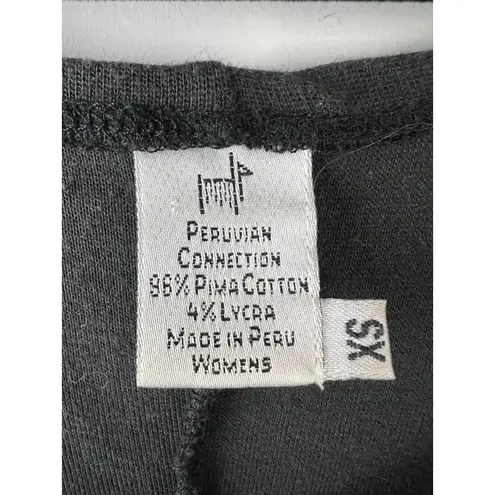 PERUVIAN
CONNECTION
96% PIMA COTTON
4% LYCRA
MADE IN PERU
WOMENS
XS